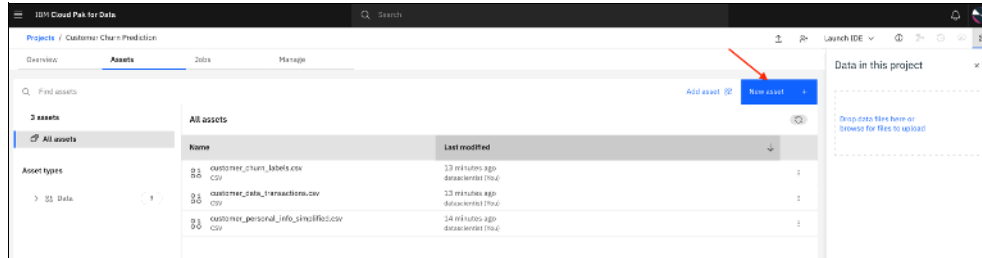 IBM Cloud Pak for Data
Search
Projects / Customer Churn Prediction
Launch IDE
Overview
Assets
Jobs
Manage
Data in this project
Find assets
Add asset
New asset +
Drop data files here or
browse for files to upload
3 assets
All assets
All assets
Name
Last modified
Asset types
Data
3
customer_churn_labels.csv
CSV
13 minutes ago
datascientist (You)
customer_data_transactions.csv
CSV
13 minutes ago
datascientist (You)
customer_personal_info_simplified.csv
CSV
14 minutes ago
datascientist (You)